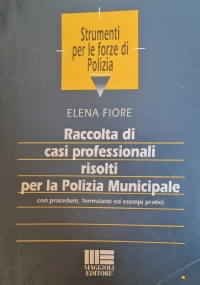 Strumenti
per le forze di
Polizia
ELENA FIORE
Raccolta di
casi professionali
risolti
per la Polizia Municipale
con procedure, formulario ed esempi pratici
MAGGIOLI
EDITORE